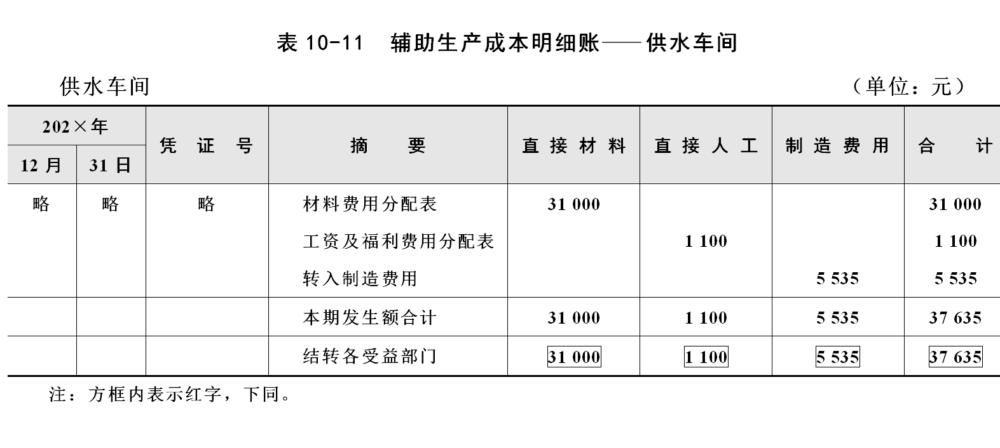 表 10-11 辅助生产成本明细账——供水车间
供水车间 （单位：元）
202×年 凭证号 摘要 直接材料 直接人工 制造费用 合计
12 月 31 日
略 略 略 材料费用分配表 31 000 31 000
工资及福利费用分配表 1 100 1 100
转入制造费用 5 535 5 535
本期发生额合计 31 000 1 100 5 535 37 635
结转各受益部门 31 000 1 100 5 535 37 635
注：方框内表示红字，下同。